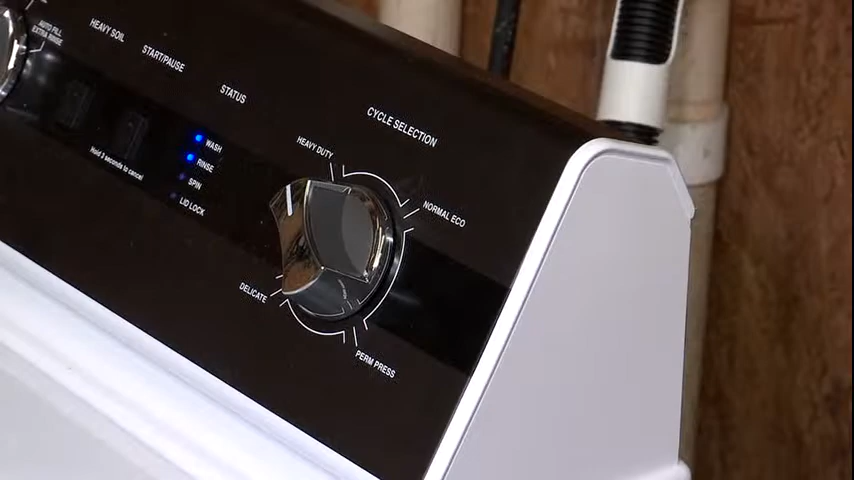 AUTO FILL
EXTRA RINSE
HEAVY SOIL
START/PAUSE
STATUS
CYCLE SELECTION
Hold 3 seconds to cancel
WASH
RINSE
SPIN
LID LOCK
HEAVY DUTY
NORMAL ECO
DELICATE
PERM PRESS